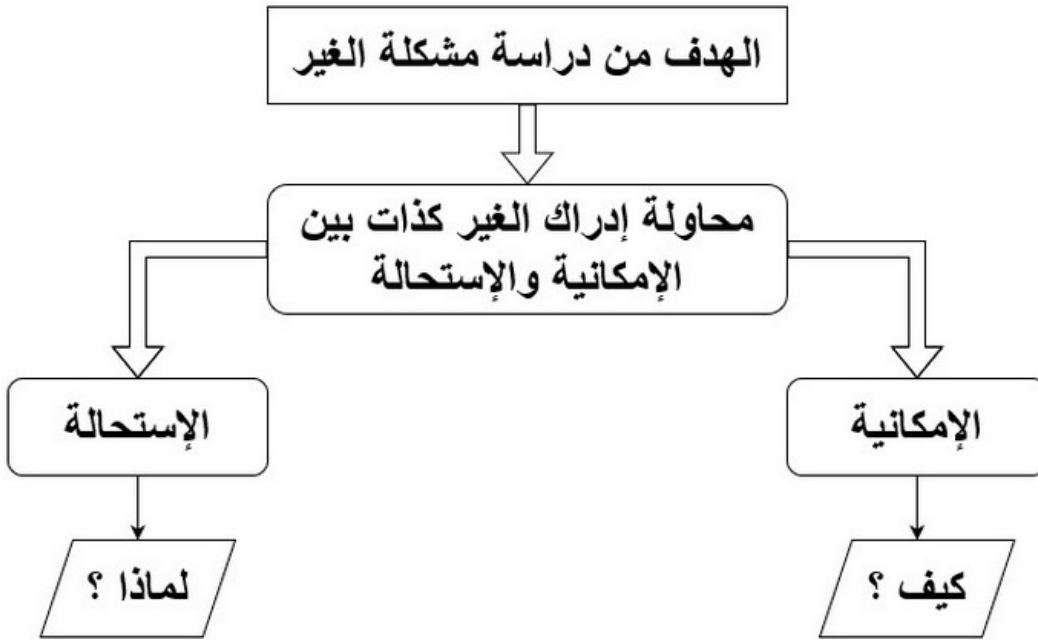 الهدف من دراسة مشكلة الغير
محاولة إدراك الغير كذات بين
الإمكانية والإستحالة
الإمكانية
الإستحالة
كيف ؟
لماذا ؟